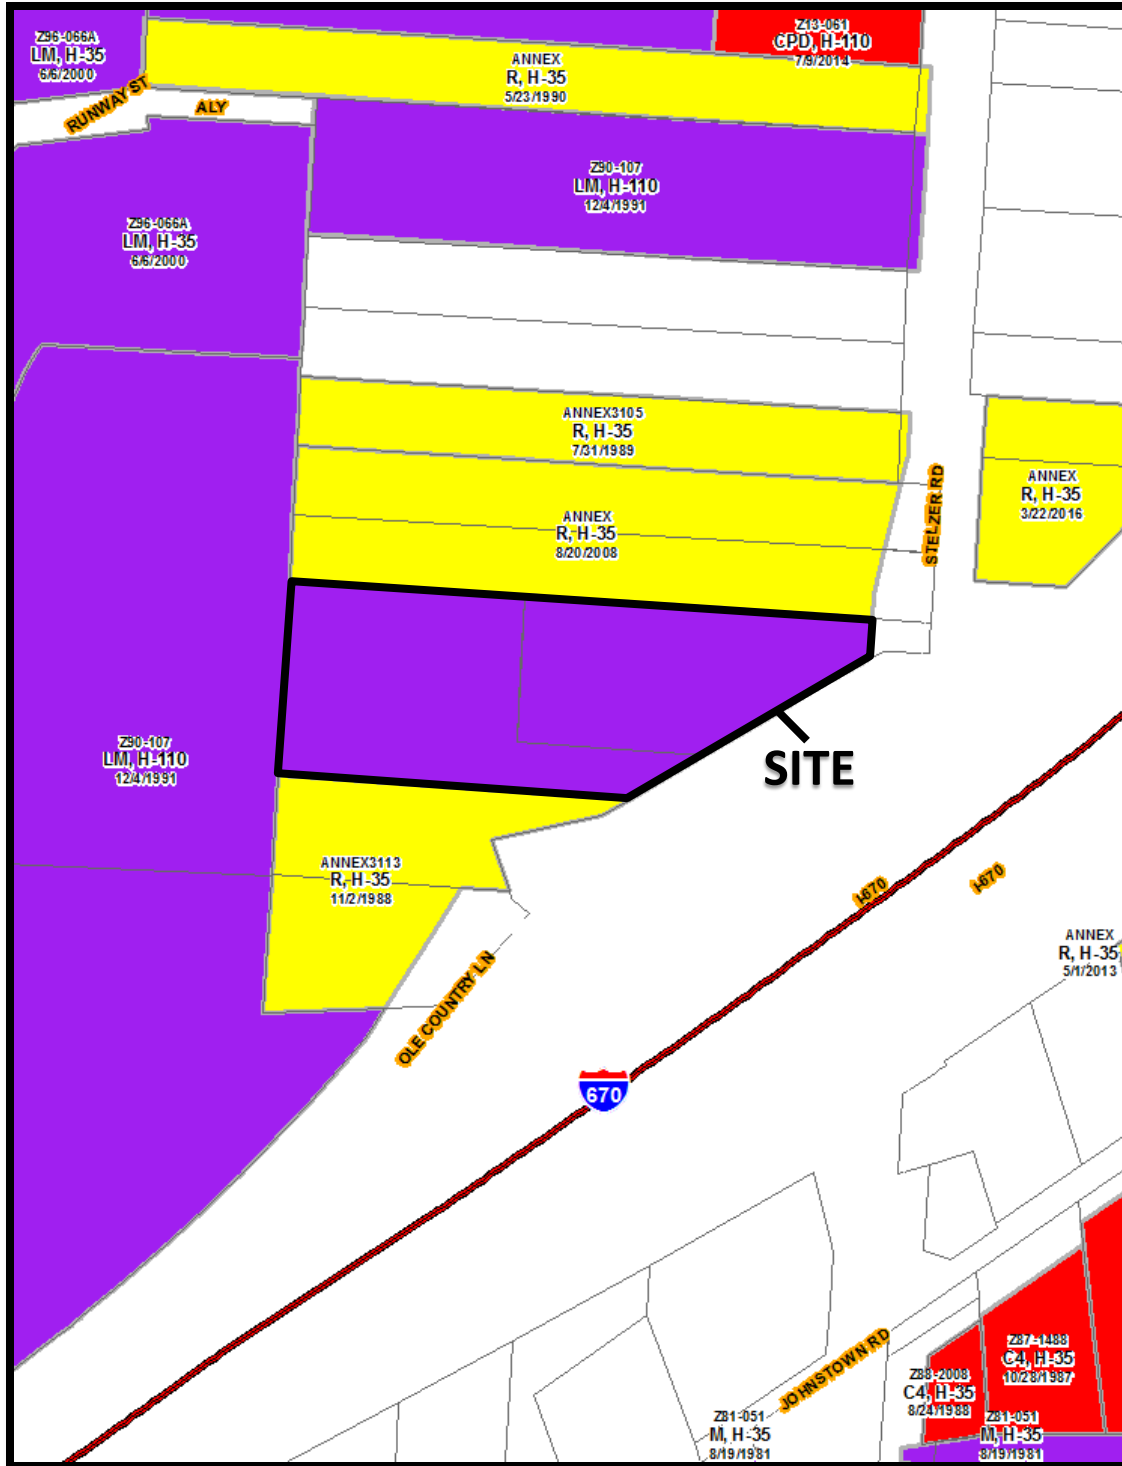 Z96-066A
LM, H-35
6/6/2000
Z13-061
CPD, H-110
7/9/2014
ANNEX
R, H-35
5/23/1990
RUNWAY ST
ALY
Z90-107
LM, H-110
12/4/1991
Z96-066A
LM, H-35
6/6/2000
ANNEX3105
R, H-35
7/31/1989
ANNEX
R, H-35
3/22/2016
STELZER RD
ANNEX
R, H-35
8/20/2008
SITE
Z90-107
LM, H-110
12/4/1991
ANNEX3113
R, H-35
11/2/1988
I-670
I-670
ANNEX
R, H-35
5/1/2013
OLE COUNTRY LN
670
JOHNSTOWN RD
Z87-1488
C4, H-35
10/28/1987
Z88-2008
C4, H-35
8/24/1988
Z81-051
M, H-35
8/19/1981
Z81-051
M, H-35
8/19/1981